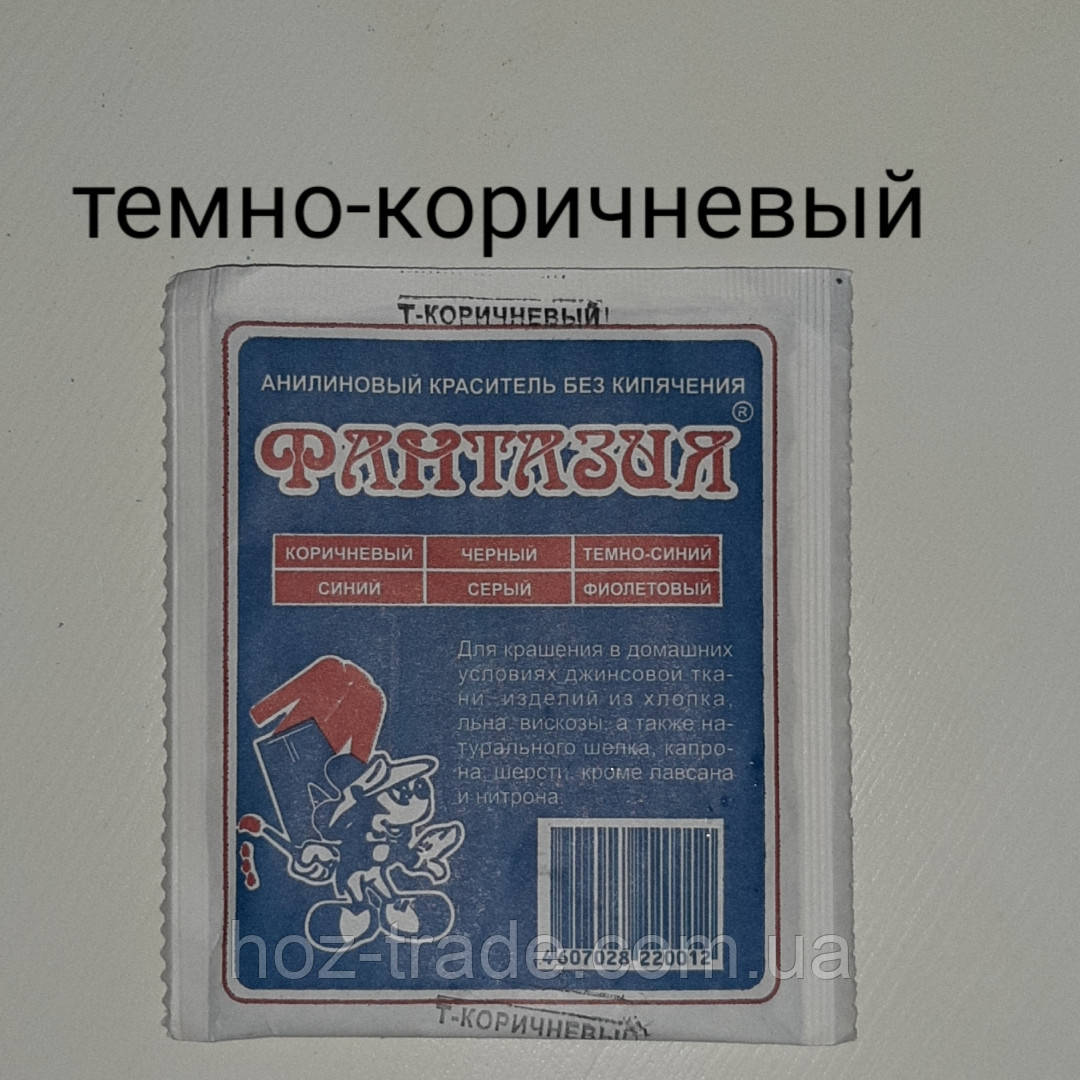 темно-коричневый
Т-КОРИЧНЕВЫЙ
АНИЛИНОВЫЙ КРАСИТЕЛЬ БЕЗ КИПЯЧЕНИЯ
®
ФАНТАЗИЯ
КОРИЧНЕВЫЙ ЧЕРНЫЙ ТЕМНО-СИНИЙ
СИНИЙ СЕРЫЙ ФИОЛЕТОВЫЙ
Для крашения в домашних
условиях джинсовой тка-
ни изделий из хлопка,
льна, вискозы, а также на-
турального шелка, капро-
на, шерсти, кроме лавсана
и нитрона.
4607028 220012
hoz-trade.com.ua
Т-КОРИЧНЕВЫЙ